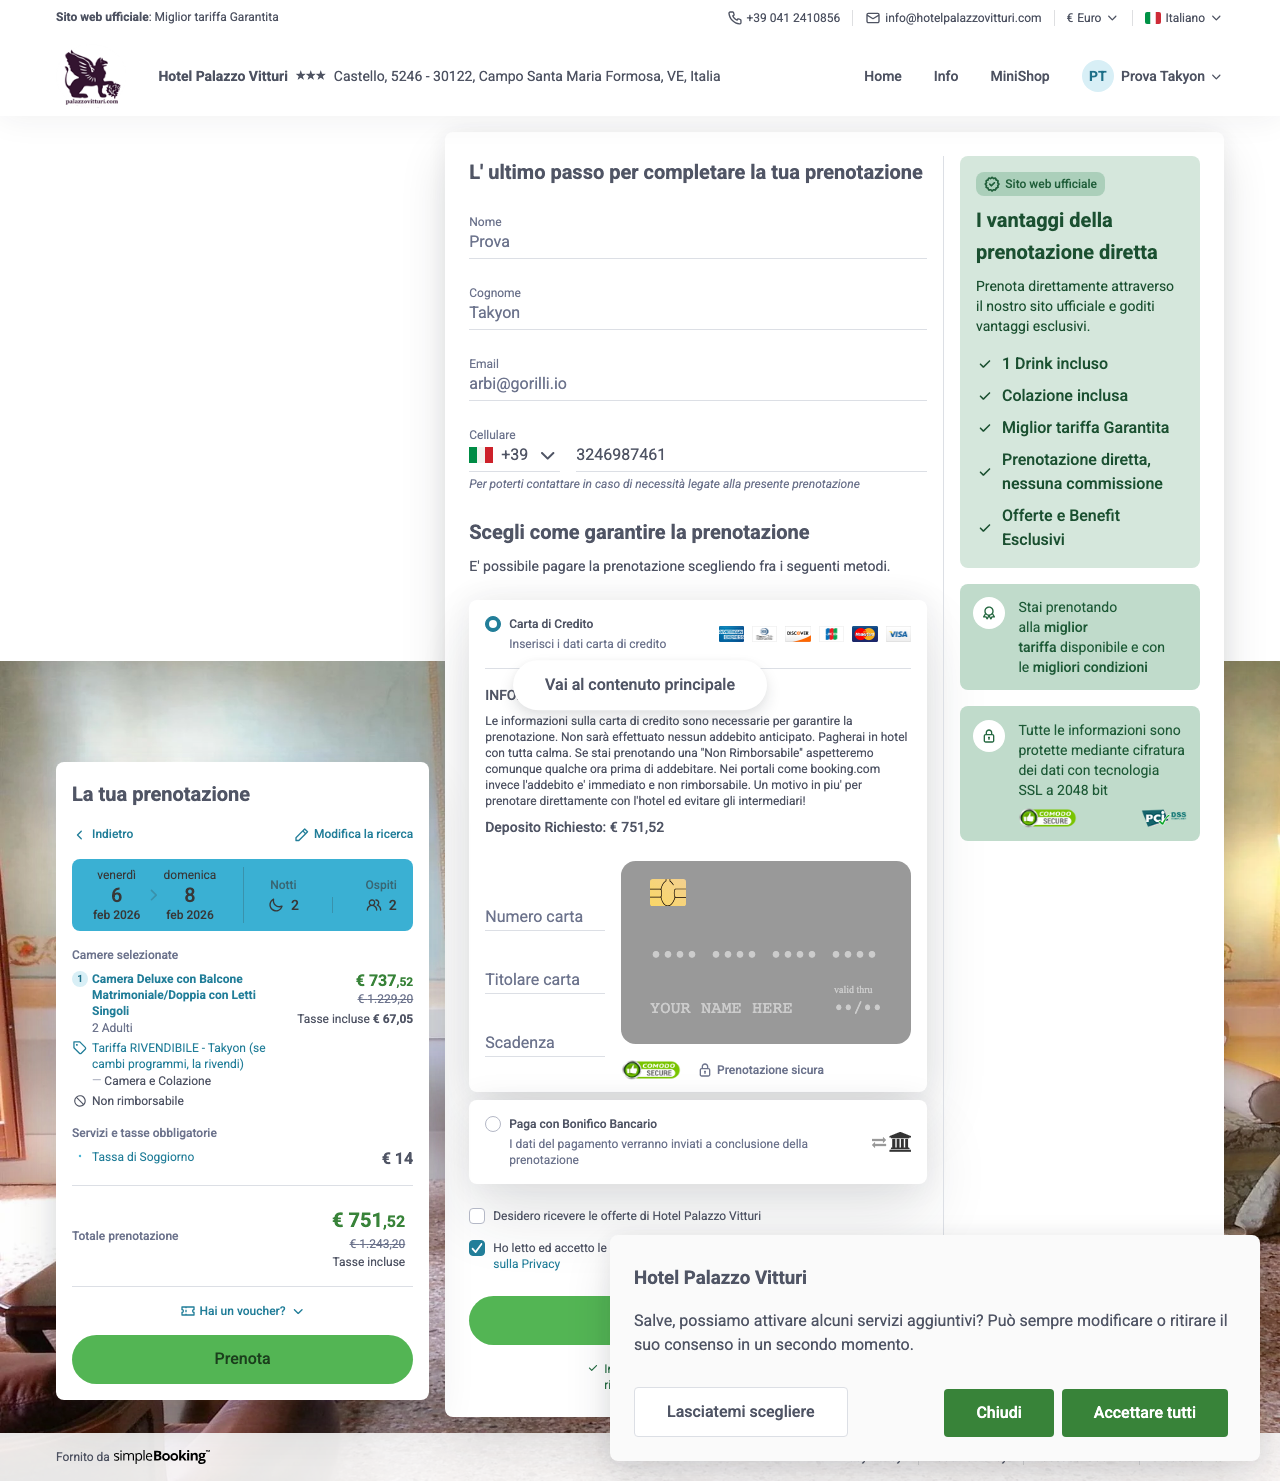 Sito web ufficiale: Miglior tariffa Garantita
+39 041 2410856
info@hotelpalazzovitturi.com
€ Euro
Italiano
palazzovitturi.com
Hotel Palazzo Vitturi ★★★ Castello, 5246 - 30122, Campo Santa Maria Formosa, VE, Italia
Home
Info
MiniShop
PT Prova Takyon
La tua prenotazione
Indietro
Modifica la ricerca
venerdì
6
feb 2026
domenica
8
feb 2026
Notti
2
Ospiti
2
Camere selezionate
1 Camera Deluxe con Balcone
Matrimoniale/Doppia con Letti
Singoli
2 Adulti
€ 737,52
€ 1.229,20
Tasse incluse € 67,05
Tariffa RIVENDIBILE - Takyon (se
cambi programmi, la rivendi)
Camera e Colazione
Non rimborsabile
Servizi e tasse obbligatorie
· Tassa di Soggiorno
€ 14
Totale prenotazione
€ 751,52
€ 1.243,20
Tasse incluse
Hai un voucher?
Prenota
L' ultimo passo per completare la tua prenotazione
Nome
Prova
Cognome
Takyon
Email
arbi@gorilli.io
Cellulare
+39
3246987461
Per poterti contattare in caso di necessità legate alla presente prenotazione
Scegli come garantire la prenotazione
E' possibile pagare la prenotazione scegliendo fra i seguenti metodi.
Carta di Credito
Inserisci i dati carta di credito
DISCOVER
VISA
Vai al contenuto principale
Le informazioni sulla carta di credito sono necessarie per garantire la
prenotazione. Non sarà effettuato nessun addebito anticipato. Pagherai in hotel
con tutta calma. Se stai prenotando una "Non Rimborsabile" aspetteremo
comunque qualche ora prima di addebitare. Nei portali come booking.com
invece l'addebito e' immediato e non rimborsabile. Un motivo in piu' per
prenotare direttamente con l'hotel ed evitare gli intermediari!
Deposito Richiesto: € 751,52
Numero carta
Titolare carta
Scadenza
•••• •••• •••• ••••
valid thru
YOUR NAME HERE
••/••
COMODO
SECURE
Prenotazione sicura
Paga con Bonifico Bancario
I dati del pagamento verranno inviati a conclusione della
prenotazione
Desidero ricevere le offerte di Hotel Palazzo Vitturi
Ho letto ed accetto le
sulla Privacy
Sito web ufficiale
I vantaggi della
prenotazione diretta
Prenota direttamente attraverso
il nostro sito ufficiale e goditi
vantaggi esclusivi.
1 Drink incluso
Colazione inclusa
Miglior tariffa Garantita
Prenotazione diretta,
nessuna commissione
Offerte e Benefit
Esclusivi
Stai prenotando
alla miglior
tariffa disponibile e con
le migliori condizioni
Tutte le informazioni sono
protette mediante cifratura
dei dati con tecnologia
SSL a 2048 bit
COMODO
SECURE
PCI DSS
Hotel Palazzo Vitturi
Salve, possiamo attivare alcuni servizi aggiuntivi? Può sempre modificare o ritirare il
suo consenso in un secondo momento.
Lasciatemi scegliere
Chiudi
Accettare tutti
Fornito da simpleBooking™